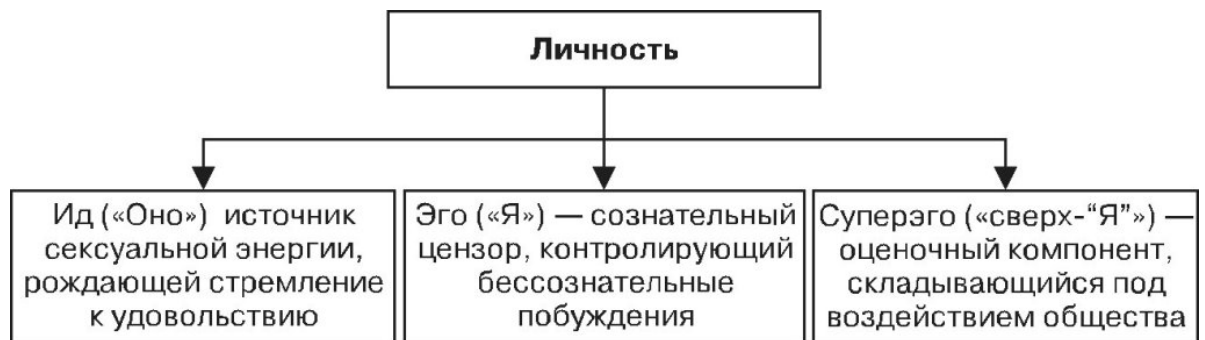 Личность
Ид («Оно») источник
сексуальной энергии,
рождающей стремление
к удовольствию
Эго («Я») — сознательный
цензор, контролирующий
бессознательные
побуждения
Суперэго («сверх-“Я”») —
оценочный компонент,
складывающийся под
воздействием общества